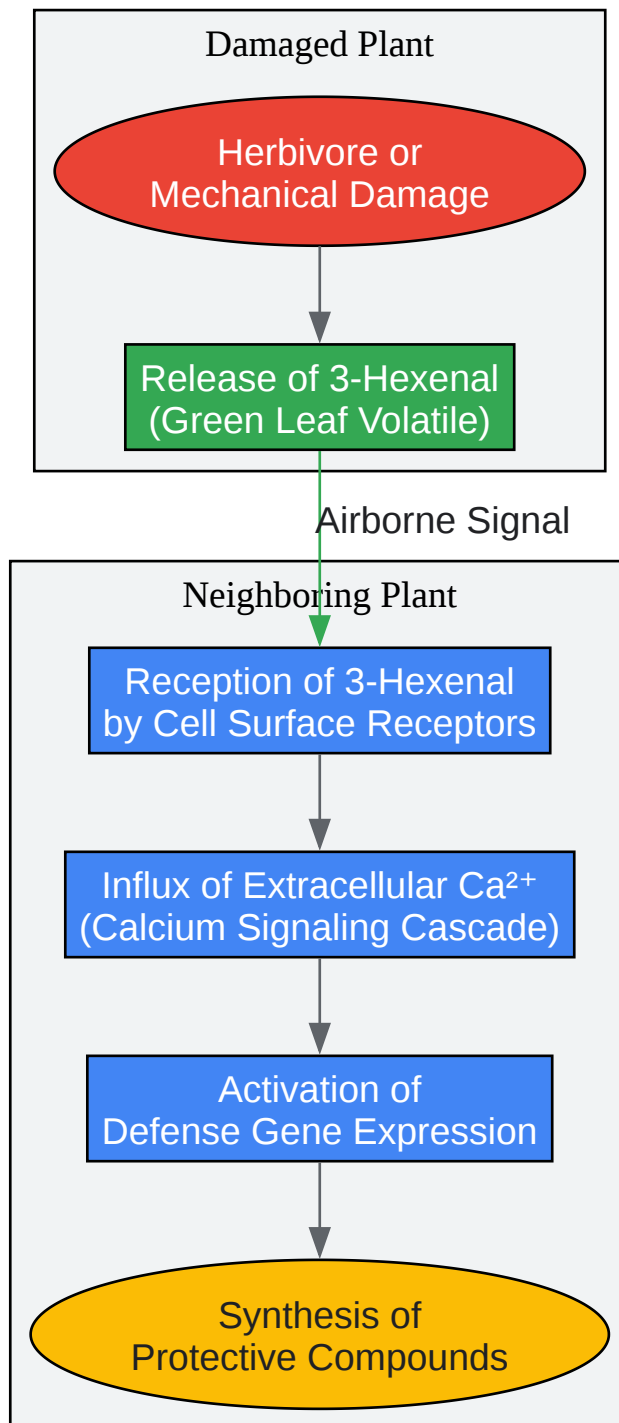 Damaged Plant
Herbivore or
Mechanical Damage
Release of 3-Hexenal
(Green Leaf Volatile)
Airborne Signal
Neighboring Plant
Reception of 3-Hexenal
by Cell Surface Receptors
Influx of Extracellular Ca²⁺
(Calcium Signaling Cascade)
Activation of
Defense Gene Expression
Synthesis of
Protective Compounds